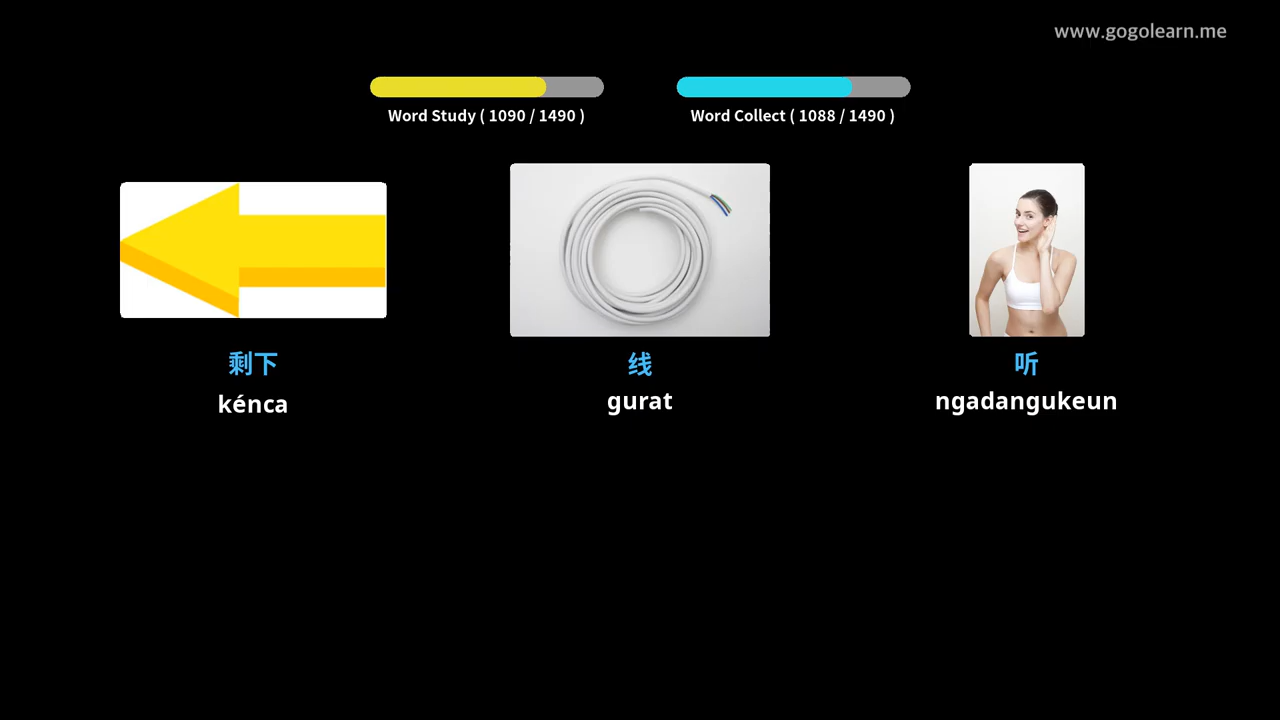 www.gogolearn.me
Word Study ( 1090 / 1490 )
Word Collect ( 1088 / 1490 )
剩下
kénca
线
gurat
听
ngadangukeun